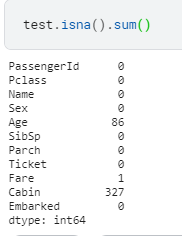 test.isna().sum()
PassengerId 0
Pclass 0
Name 0
Sex 0
Age 86
SibSp 0
Parch 0
Ticket 0
Fare 1
Cabin 327
Embarked 0
dtype: int64